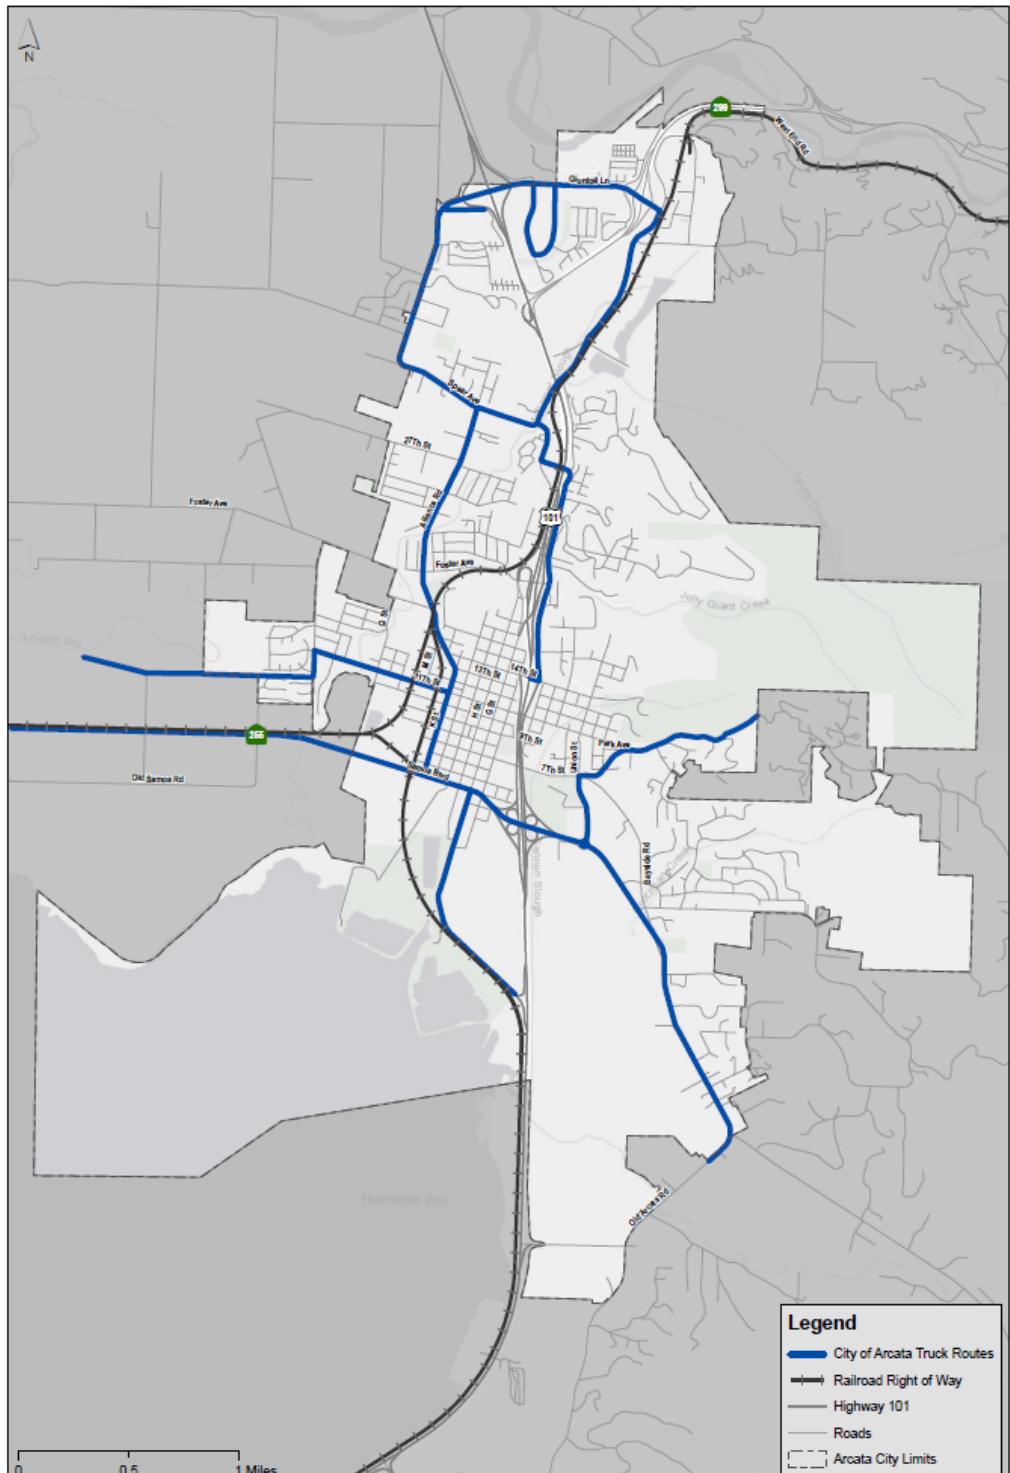 N
299
West End Rd
Giuntoli Ln
Spear Ave
27Th St
Alliance Rd
Foster Ave
101
Foster Ave
Jolly Giant Creek
Q St
M St
11Th St
13Th St
14Th St
K St
H St
G St
9Th St
7Th St
Union St
Park Ave
255
Samoa Blvd
Old Samoa Rd
Bayside Rd
Humboldt Bay
Old Arcata Rd
Legend
City of Arcata Truck Routes
Railroad Right of Way
Highway 101
Roads
Arcata City Limits
0 0.5 1 Miles